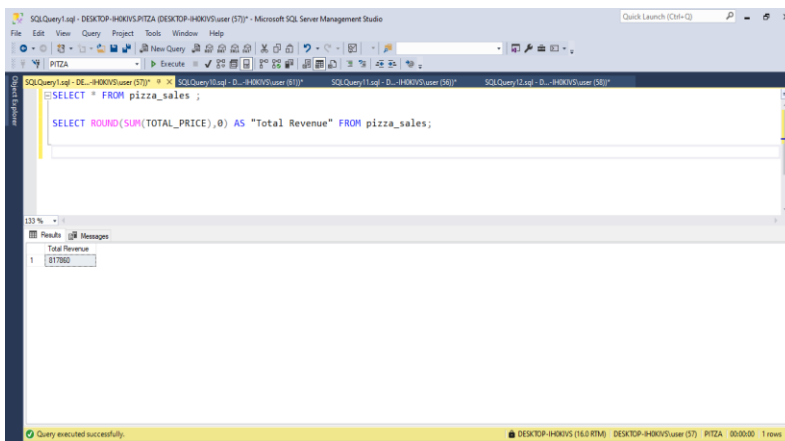 SQLQuery1.sql - DESKTOP-IH0KIVS.PITZA (DESKTOP-IH0KIVS\user (57))* - Microsoft SQL Server Management Studio
Quick Launch (Ctrl+Q)
File Edit View Query Project Tools Window Help
New Query
PITZA
Execute
SQLQuery1.sql - DE...-IH0KIVS\user (57))*
SQLQuery10.sql - D...-IH0KIVS\user (61))*
SQLQuery11.sql - D...-IH0KIVS\user (56))*
SQLQuery12.sql - D...-IH0KIVS\user (58))*
Object Explorer
SELECT * FROM pizza_sales ;
SELECT ROUND(SUM(TOTAL_PRICE),0) AS "Total Revenue" FROM pizza_sales;
133 %
Results Messages
Total Revenue
1 817860
Query executed successfully.
DESKTOP-IH0KIVS (16.0 RTM) DESKTOP-IH0KIVS\user (57) PITZA 00:00:00 1 rows